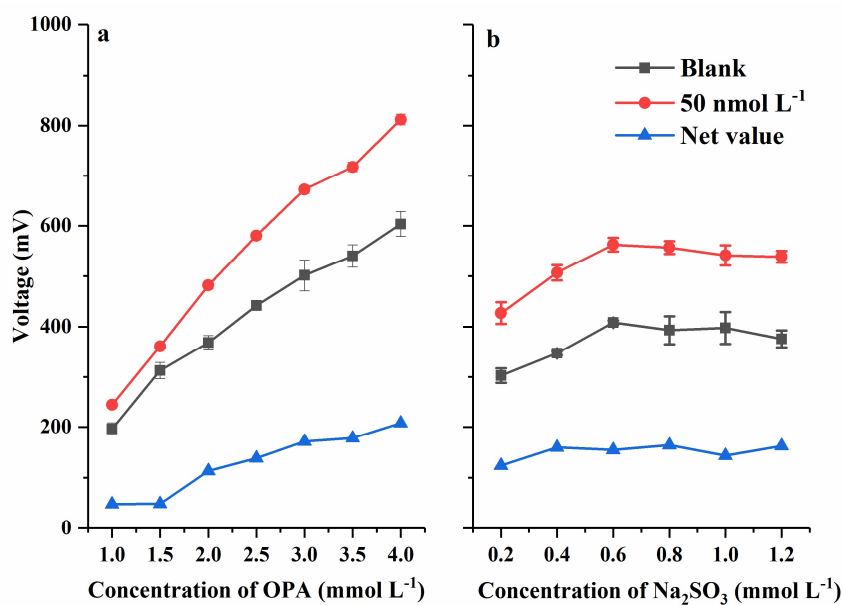 a
b
Blank
50 nmol L⁻¹
Net value
Voltage (mV)
1000
800
600
400
200
0
1.0 1.5 2.0 2.5 3.0 3.5 4.0
0.2 0.4 0.6 0.8 1.0 1.2
Concentration of OPA (mmol L⁻¹)
Concentration of Na₂SO₃ (mmol L⁻¹)